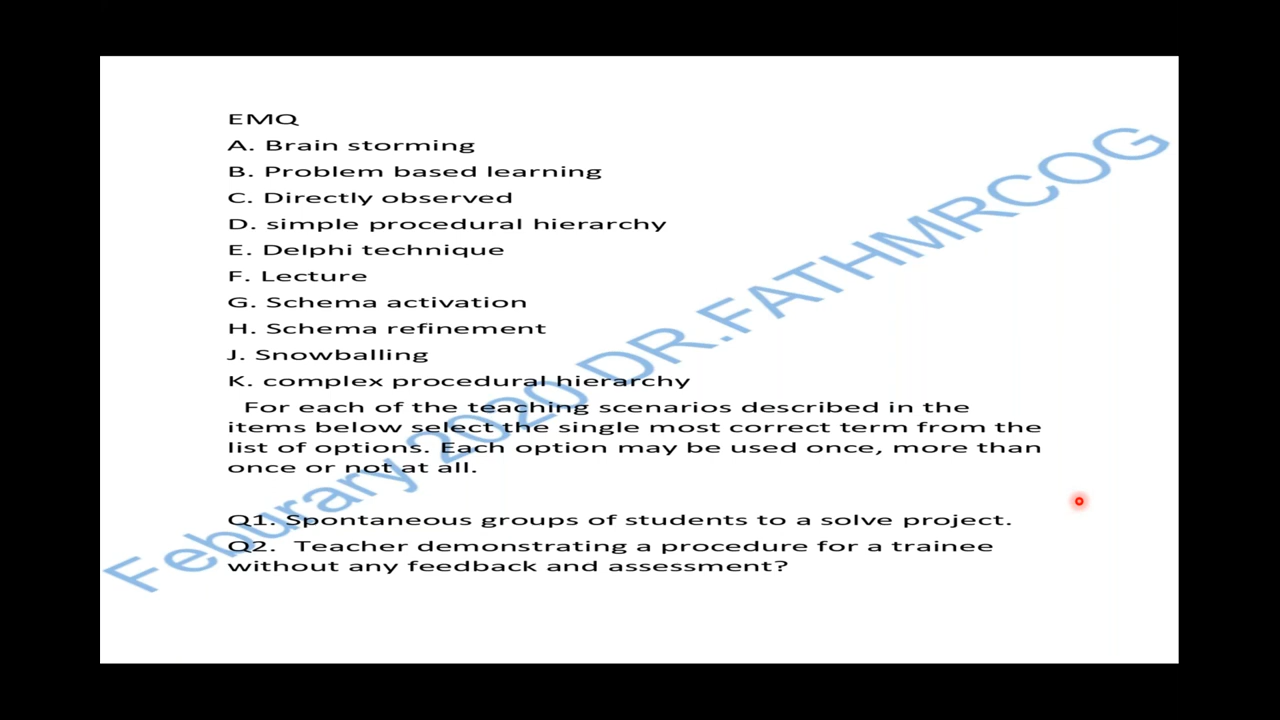 EMQ
A. Brain storming
B. Problem based learning
C. Directly observed
D. simple procedural hierarchy
E. Delphi technique
F. Lecture
G. Schema activation
H. Schema refinement
J. Snowballing
K. complex procedural hierarchy
For each of the teaching scenarios described in the
items below select the single most correct term from the
list of options. Each option may be used once, more than
once or not at all.
Q1. Spontaneous groups of students to a solve project.
Q2. Teacher demonstrating a procedure for a trainee
without any feedback and assessment?
Feburary 2020 DR.FATHMRCOG